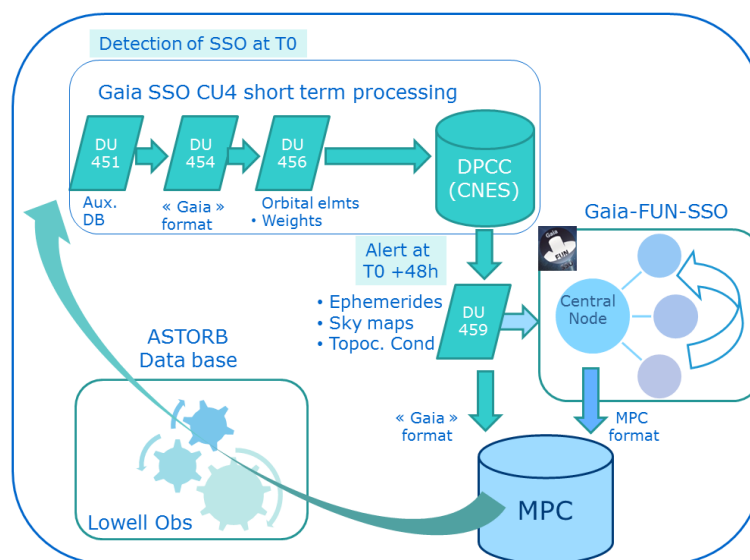 Detection of SSO at T0
Gaia SSO CU4 short term processing
DU
451
DU
454
DU
456
DPCC
(CNES)
Aux.
DB
« Gaia »
format
Orbital elmts
• Weights
Gaia-FUN-SSO
Gaia
FUN
Alert at
T0 +48h
• Ephemerides
• Sky maps
• Topoc. Cond
DU
459
Central
Node
ASTORB
Data base
« Gaia »
format
MPC
format
Lowell Obs
MPC